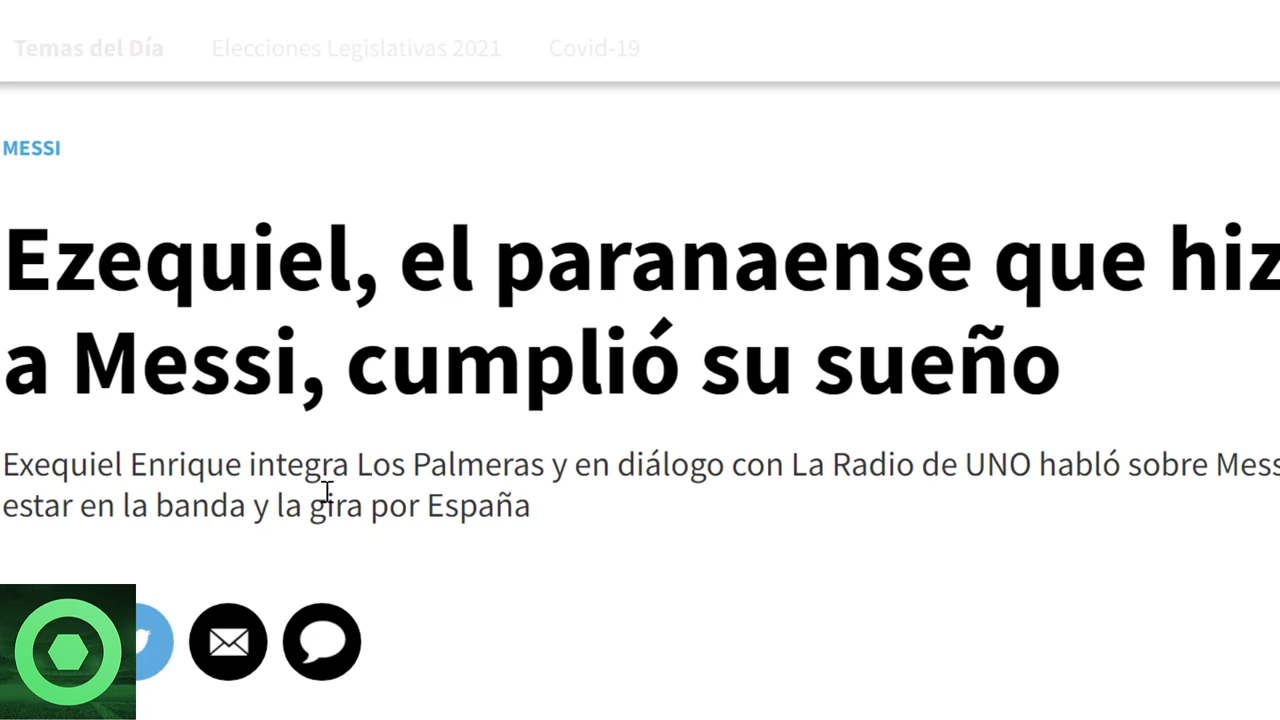 Temas del Día Elecciones Legislativas 2021 Covid-19
MESSI
Ezequiel, el paranaense que hiz
a Messi, cumplió su sueño
Exequiel Enrique integra Los Palmeras y en diálogo con La Radio de UNO habló sobre Mess
estar en la banda y la gira por España